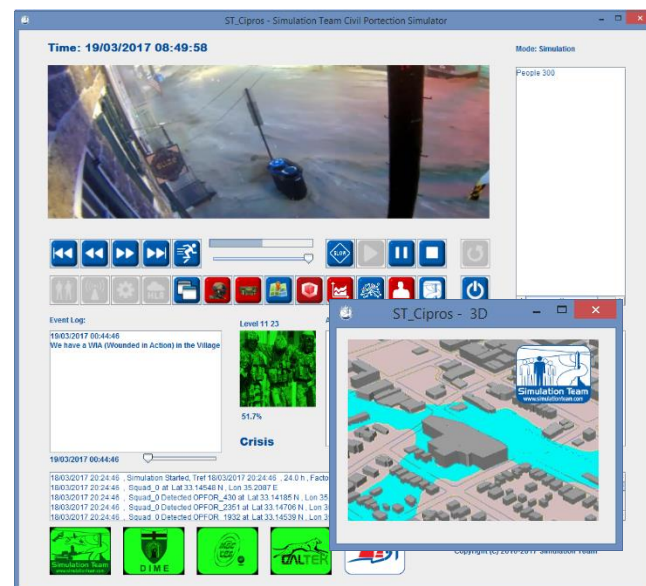 ST_Cipros - Simulation Team Civil Portection Simulator
Time: 19/03/2017 08:49:58
Mode: Simulation
People 300
SLOW
MLS
Event Log:
19/03/2017 00:44:46
We have a WIA (Wounded in Action) in the Village
Level 11 23
51.7%
Crisis
19/03/2017 00:44:46
ST_Cipros - 3D
Simulation Team
www.simulationteam.com
18/03/2017 20:24:46 , Simulation Started, Tref 18/03/2017 20:24:46 , 24.0 h , Facto
18/03/2017 20:24:46 , Squad_0 at Lat 33.14548 N , Lon 35.2087 E
18/03/2017 20:24:46 , Squad_0 Detected OPFOR_430 at Lat 33.14185 N , Lon 35
18/03/2017 20:24:46 , Squad_0 Detected OPFOR_2351 at Lat 33.14706 N , Lon 3
18/03/2017 20:24:46 , Squad_0 Detected OPFOR_1932 at Lat 33.14539 N , Lon 3
Simulation Team
www.simulationteam.com
DIME
CALTER
Copyright (C) 2010-2017 Simulation Team